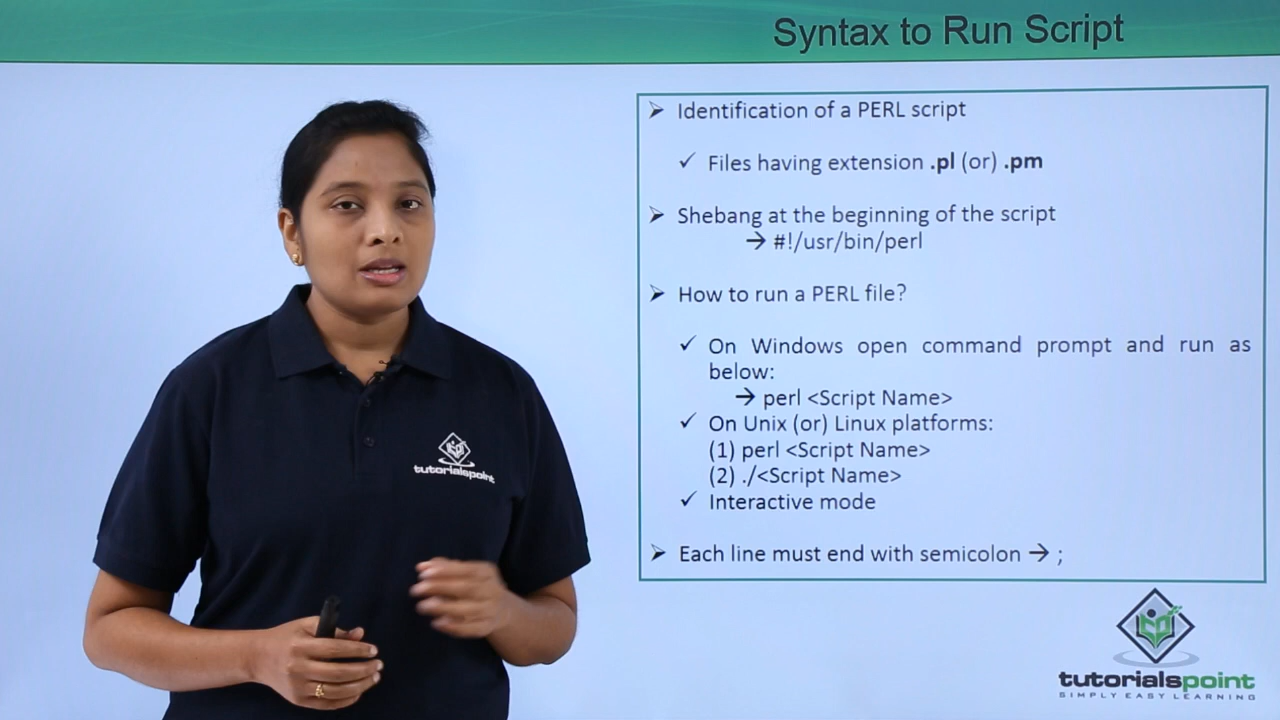 Syntax to Run Script
➢ Identification of a PERL script
✓ Files having extension .pl (or) .pm
➢ Shebang at the beginning of the script
→ #!/usr/bin/perl
➢ How to run a PERL file?
✓ On Windows open command prompt and run as
below:
→ perl <Script Name>
✓ On Unix (or) Linux platforms:
(1) perl <Script Name>
(2) ./<Script Name>
✓ Interactive mode
➢ Each line must end with semicolon → ;
tutorialspoint
tutorialspoint
SIMPLY EASY LEARNING